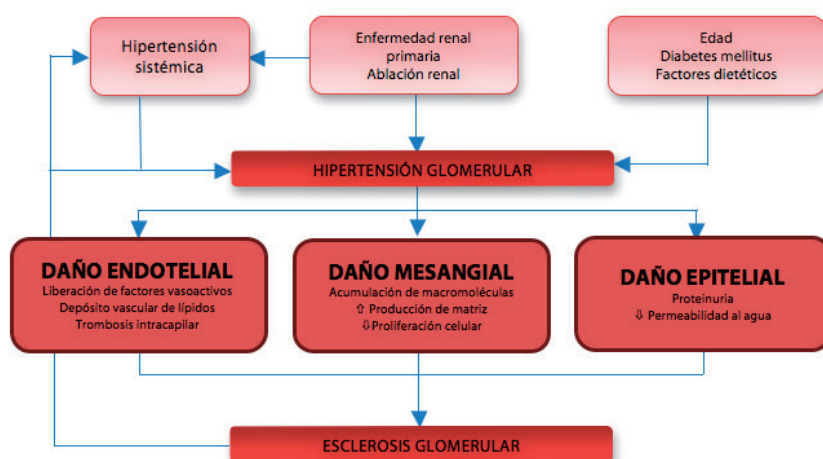 Hipertensión
sistémica
Enfermedad renal
primaria
Ablación renal
Edad
Diabetes mellitus
Factores dietéticos
HIPERTENSIÓN GLOMERULAR
DAÑO ENDOTELIAL
Liberación de factores vasoactivos
Depósito vascular de lípidos
Trombosis intracapilar
DAÑO MESANGIAL
Acumulación de macromoléculas
⇧ Producción de matriz
⇩Proliferación celular
DAÑO EPITELIAL
Proteinuria
⇩ Permeabilidad al agua
ESCLEROSIS GLOMERULAR